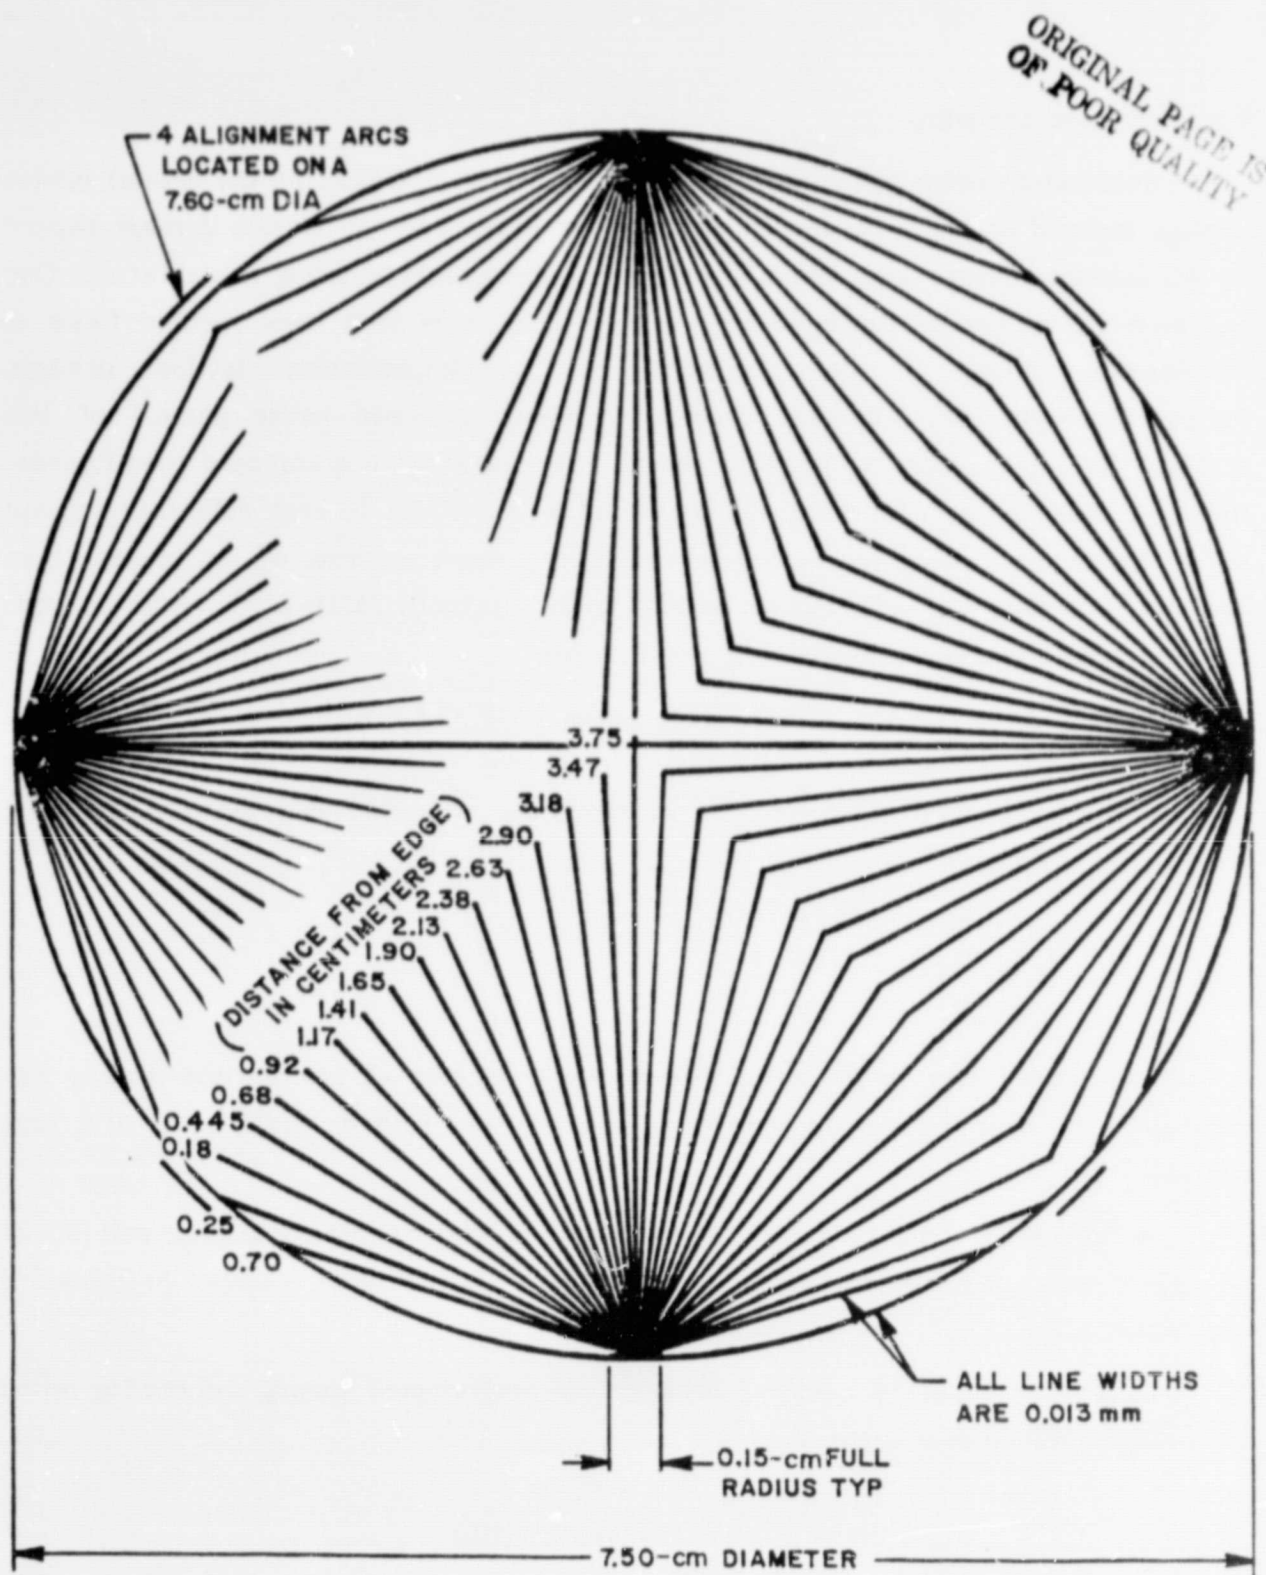 ORIGINAL PAGE IS
OF POOR QUALITY
4 ALIGNMENT ARCS
LOCATED ON A
7.60-cm DIA
3.75
3.47
3.18
2.90
2.63
2.38
2.13
1.90
1.65
1.41
1.17
0.92
0.68
0.445
0.18
0.25
0.70
(DISTANCE FROM EDGE
IN CENTIMETERS)
ALL LINE WIDTHS
ARE 0.013 mm
0.15-cm FULL
RADIUS TYP
7.50-cm DIAMETER